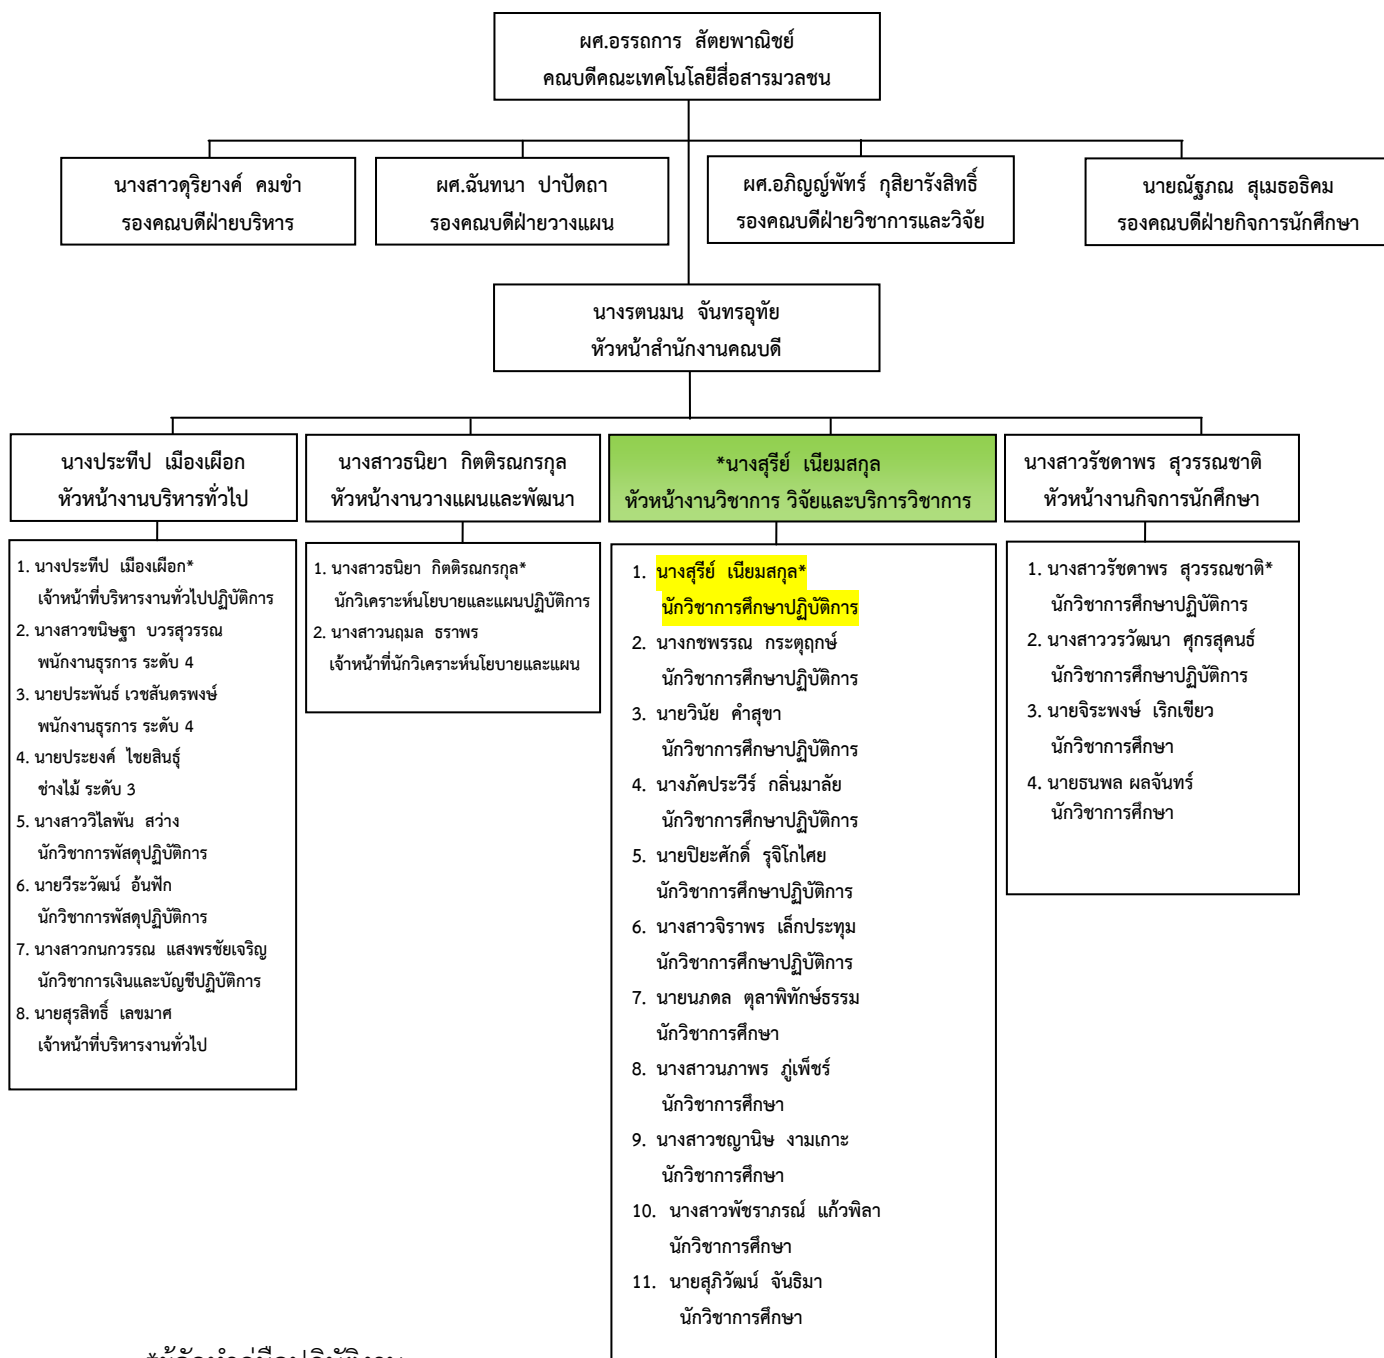 ผศ.อรรถการ สัตยพาณิชย์
คณบดีคณะเทคโนโลยีสื่อสารมวลชน
นางสาวดุริยางค์ คมขำ
รองคณบดีฝ่ายบริหาร
ผศ.ฉันทนา ปาปัดถา
รองคณบดีฝ่ายวางแผน
ผศ.อภิญญ์พัทร์ กุสิยารังสิทธิ์
รองคณบดีฝ่ายวิชาการและวิจัย
นายณัฐภณ สุเมธอธิคม
รองคณบดีฝ่ายกิจการนักศึกษา
นางรตนมน จันทรอุทัย
หัวหน้าสำนักงานคณบดี
นางประทีป เมืองเผือก
หัวหน้างานบริหารทั่วไป
นางสาวธนิยา กิตติรณกรกุล
หัวหน้างานวางแผนและพัฒนา
*นางสุรีย์ เนียมสกุล
หัวหน้างานวิชาการ วิจัยและบริการวิชาการ
นางสาวรัชดาพร สุวรรณชาติ
หัวหน้างานกิจการนักศึกษา
1. นางประทีป เมืองเผือก*
เจ้าหน้าที่บริหารงานทั่วไปปฏิบัติการ
2. นางสาวขนิษฐา บวรสุวรรณ
พนักงานธุรการ ระดับ 4
3. นายประพันธ์ เวชสันดรพงษ์
พนักงานธุรการ ระดับ 4
4. นายประยงค์ ไชยสินธุ์
ช่างไม้ ระดับ 3
5. นางสาววิไลพัน สว่าง
นักวิชาการพัสดุปฏิบัติการ
6. นายวีระวัฒน์ อ้นฟัก
นักวิชาการพัสดุปฏิบัติการ
7. นางสาวกนกวรรณ แสงพรชัยเจริญ
นักวิชาการเงินและบัญชีปฏิบัติการ
8. นายสุรสิทธิ์ เลขมาศ
เจ้าหน้าที่บริหารงานทั่วไป
1. นางสาวธนิยา กิตติรณกรกุล*
นักวิเคราะห์นโยบายและแผนปฏิบัติการ
2. นางสาวนฤมล ธราพร
เจ้าหน้าที่นักวิเคราะห์นโยบายและแผน
1. นางสุรีย์ เนียมสกุล*
นักวิชาการศึกษาปฏิบัติการ
2. นางกชพรรณ กระตุฤกษ์
นักวิชาการศึกษาปฏิบัติการ
3. นายวินัย คำสุขา
นักวิชาการศึกษาปฏิบัติการ
4. นางภัคประวีร์ กลิ่นมาลัย
นักวิชาการศึกษาปฏิบัติการ
5. นายปิยะศักดิ์ รุจิโกไศย
นักวิชาการศึกษาปฏิบัติการ
6. นางสาวจิราพร เล็กประทุม
นักวิชาการศึกษาปฏิบัติการ
7. นายนภดล ตุลาพิทักษ์ธรรม
นักวิชาการศึกษา
8. นางสาวนภาพร ภู่เพ็ชร์
นักวิชาการศึกษา
9. นางสาวชญานิษ งามเกาะ
นักวิชาการศึกษา
10. นางสาวพัชราภรณ์ แก้วพิลา
นักวิชาการศึกษา
11. นายสุภิวัฒน์ จันธิมา
นักวิชาการศึกษา
1. นางสาวรัชดาพร สุวรรณชาติ*
นักวิชาการศึกษาปฏิบัติการ
2. นางสาววรวัฒนา ศุกรสุคนธ์
นักวิชาการศึกษาปฏิบัติการ
3. นายจิระพงษ์ เริกเขียว
นักวิชาการศึกษา
4. นายธนพล ผลจันทร์
นักวิชาการศึกษา